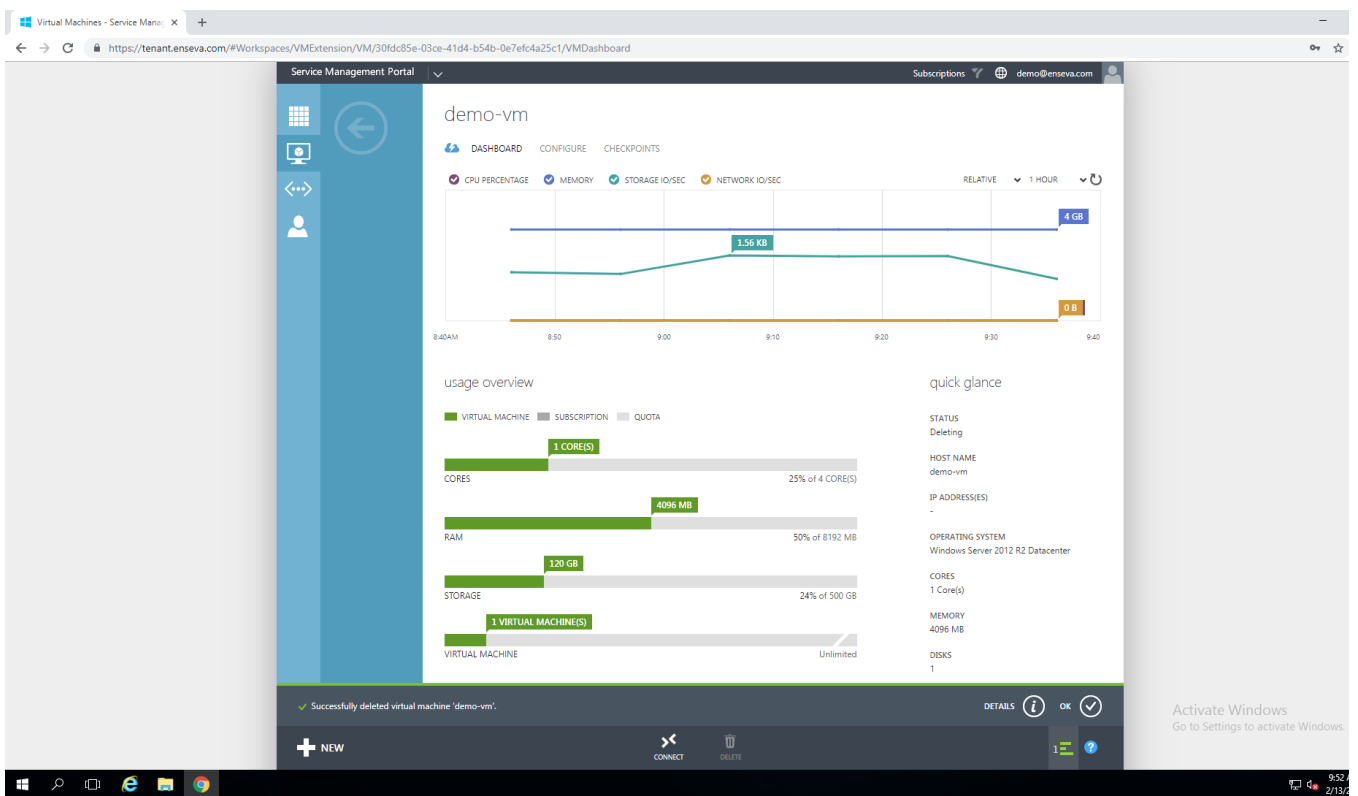 Virtual Machines - Service Manag
https://tenant.enseva.com/#Workspaces/VMExtension/VM/30fdc85e-03ce-41d4-b54b-0e7efc4a25c1/VMDashboard
Service Management Portal
Subscriptions
demo@enseva.com
demo-vm
DASHBOARD CONFIGURE CHECKPOINTS
CPU PERCENTAGE MEMORY STORAGE IO/SEC NETWORK IO/SEC
RELATIVE 1 HOUR
4 GB
1.56 KB
0 B
8:40AM 8:50 9:00 9:10 9:20 9:30 9:40
usage overview
VIRTUAL MACHINE SUBSCRIPTION QUOTA
1 CORE(S)
CORES 25% of 4 CORE(S)
4096 MB
RAM 50% of 8192 MB
120 GB
STORAGE 24% of 500 GB
1 VIRTUAL MACHINE(S)
VIRTUAL MACHINE Unlimited
quick glance
STATUS
Deleting
HOST NAME
demo-vm
IP ADDRESS(ES)
-
OPERATING SYSTEM
Windows Server 2012 R2 Datacenter
CORES
1 Core(s)
MEMORY
4096 MB
DISKS
1
Successfully deleted virtual machine 'demo-vm'.
DETAILS OK
NEW
CONNECT
DELETE
1
Activate Windows
Go to Settings to activate Windows.
9:52 A
2/13/2